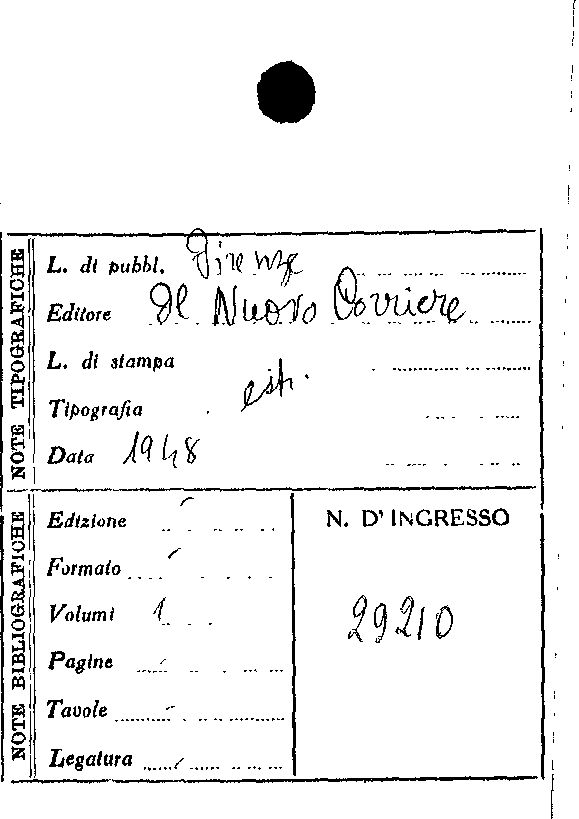 NOTE TIPOGRAFICHE
L. di pubbl. Firenze
Editore Il Nuovo Corriere
L. di stampa
estr.
Tipografia
Data 1948
NOTE BIBLIOGRAFICHE
Edizione
Formato
Volumi 1
Pagine
Tavole
Legatura
N. D'INGRESSO
29210